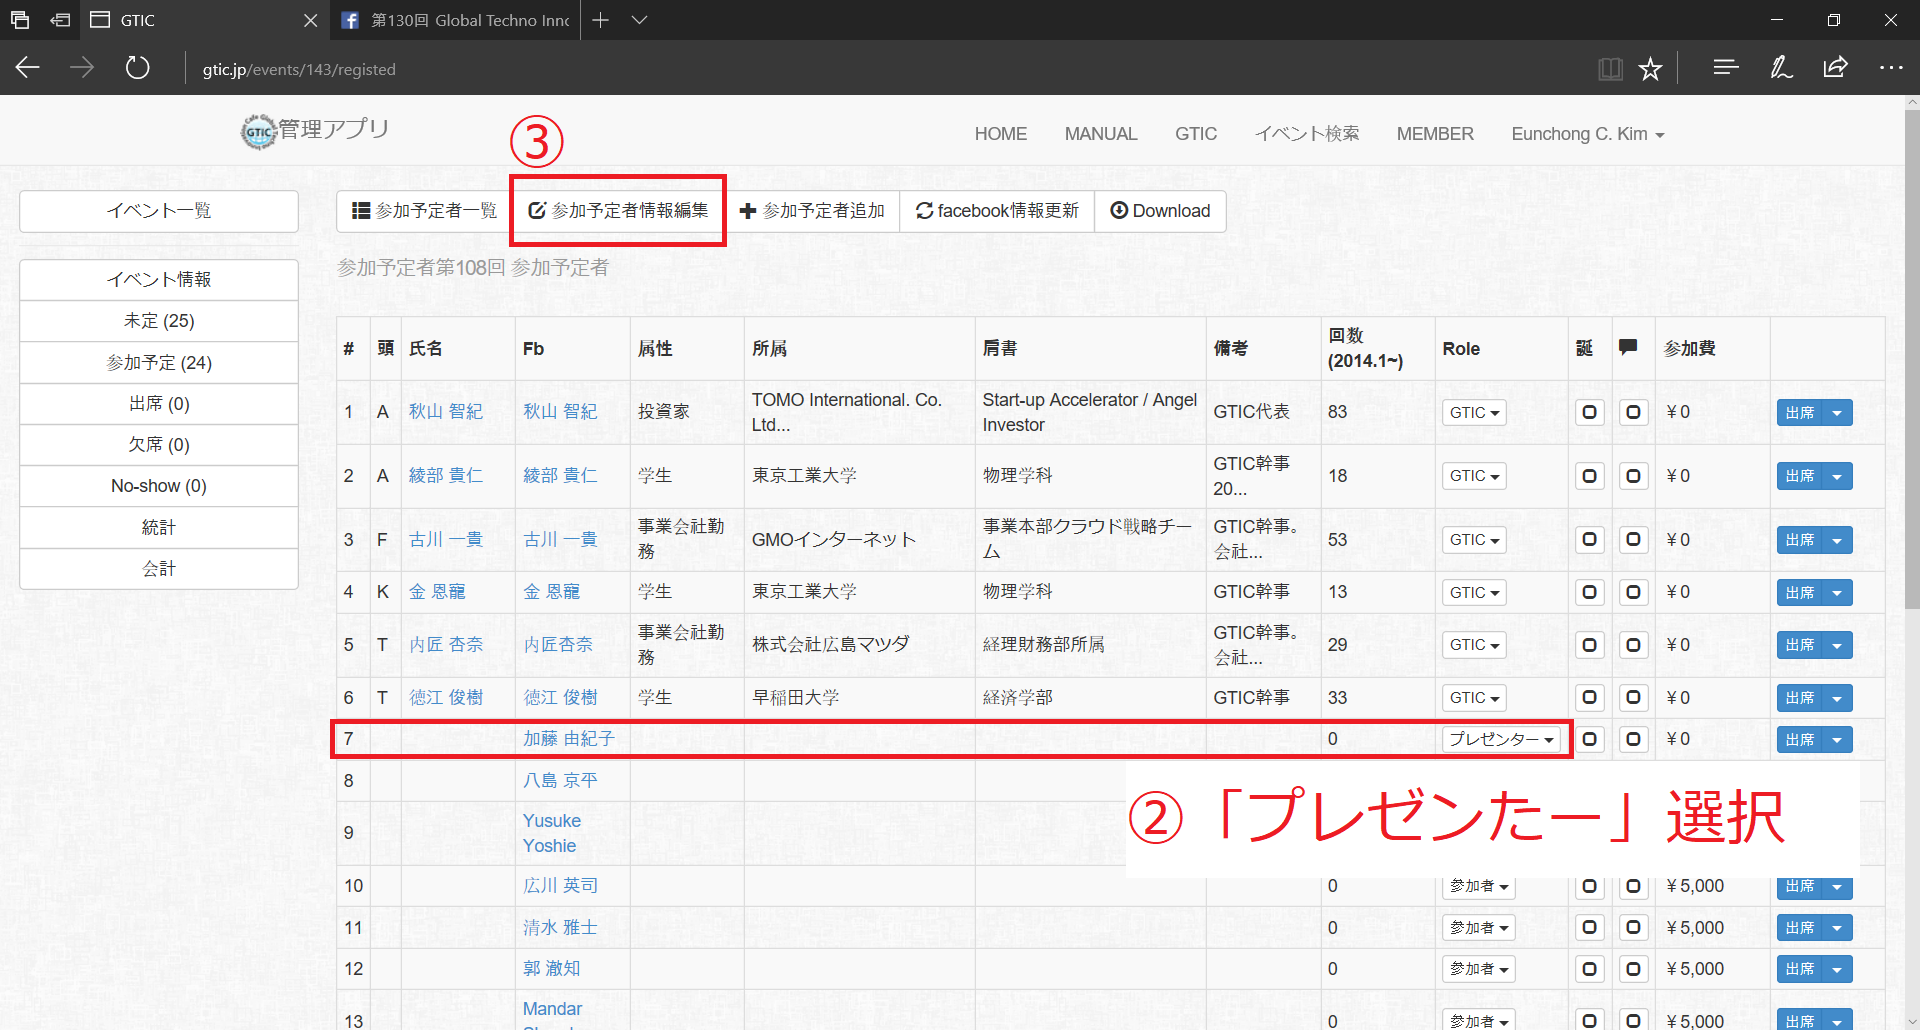 GTIC
第130回 Global Techno Inno
gtic.jp/events/143/registed
GTIC管理アプリ
HOME MANUAL GTIC イベント検索 MEMBER Eunchong C. Kim
③
イベント一覧
参加予定者一覧 参加予定者情報編集 参加予定者追加 facebook情報更新 Download
参加予定者第108回 参加予定者
イベント情報
未定 (25)
参加予定 (24)
出席 (0)
欠席 (0)
No-show (0)
統計
会計
# 頭 氏名 Fb 属性 所属 肩書 備考 回数 (2014.1~) Role 誕 参加費
1 A 秋山 智紀 秋山 智紀 投資家 TOMO International. Co. Ltd... Start-up Accelerator / Angel Investor GTIC代表 83 GTIC ¥0 出席
2 A 綾部 貴仁 綾部 貴仁 学生 東京工業大学 物理学科 GTIC幹事 20... 18 GTIC ¥0 出席
3 F 古川 一貴 古川 一貴 事業会社勤務 GMOインターネット 事業本部クラウド戦略チーム GTIC幹事。会社... 53 GTIC ¥0 出席
4 K 金 恩寵 金 恩寵 学生 東京工業大学 物理学科 GTIC幹事 13 GTIC ¥0 出席
5 T 内匠 杏奈 内匠杏奈 事業会社勤務 株式会社広島マツダ 経理財務部所属 GTIC幹事。会社... 29 GTIC ¥0 出席
6 T 徳江 俊樹 徳江 俊樹 学生 早稲田大学 経済学部 GTIC幹事 33 GTIC ¥0 出席
7 加藤 由紀子 0 プレゼンター ¥0 出席
8 八島 京平
②「プレゼンたー」選択
9 Yusuke Yoshie
10 広川 英司 0 参加者 ¥5,000 出席
11 清水 雅士 0 参加者 ¥5,000 出席
12 郭 澈知 0 参加者 ¥5,000 出席
13 Mandar 0 参加者 ¥5,000 出席